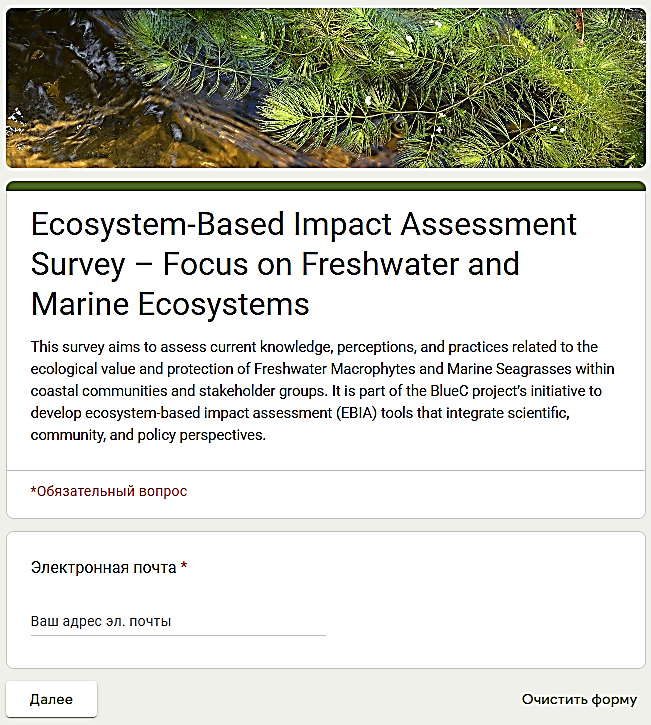 Ecosystem-Based Impact Assessment
Survey – Focus on Freshwater and
Marine Ecosystems
This survey aims to assess current knowledge, perceptions, and practices related to the
ecological value and protection of Freshwater Macrophytes and Marine Seagrasses within
coastal communities and stakeholder groups. It is part of the BlueC project's initiative to
develop ecosystem-based impact assessment (EBIA) tools that integrate scientific,
community, and policy perspectives.
*Обязательный вопрос
Электронная почта *
Ваш адрес эл. почты
Далее
Очистить форму